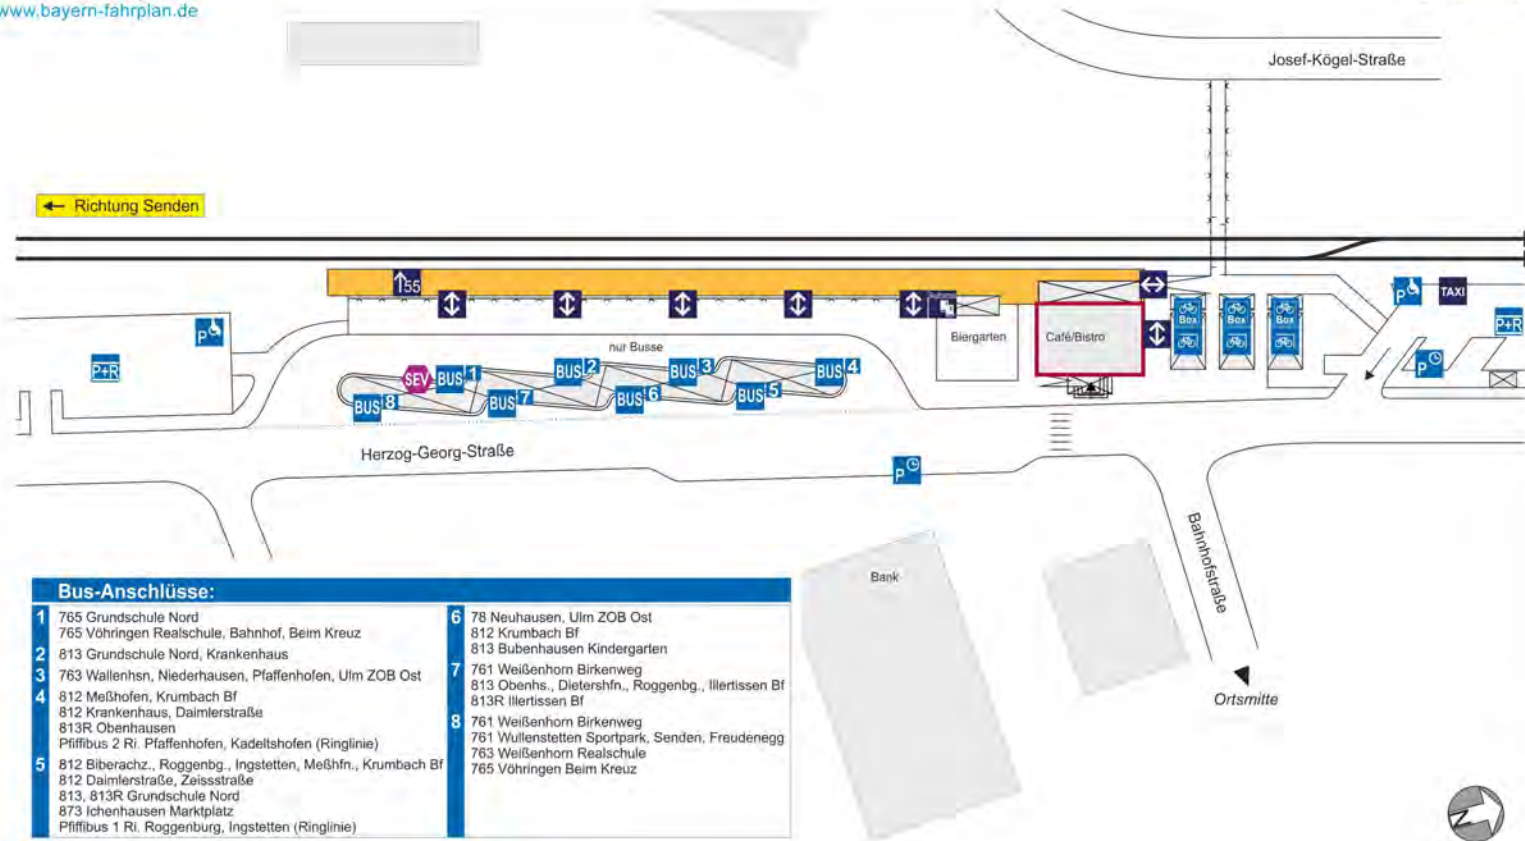 www.bayern-fahrplan.de
Josef-Kögel-Straße
← Richtung Senden
↑55
P
TAXI
P+R
P
P+R
Box
Box
Box
Biergarten
Café/Bistro
nur Busse
SEV
BUS 1
BUS 2
BUS 3
BUS 4
BUS 8
BUS 7
BUS 6
BUS 5
P
Herzog-Georg-Straße
P
Bahnhofstraße
Bank
Ortsmitte
Bus-Anschlüsse:
1 765 Grundschule Nord
765 Vöhringen Realschule, Bahnhof, Beim Kreuz
2 813 Grundschule Nord, Krankenhaus
3 763 Wallenhsn, Niederhausen, Pfaffenhofen, Ulm ZOB Ost
4 812 Meßhofen, Krumbach Bf
812 Krankenhaus, Daimlerstraße
813R Obenhausen
Pfiffibus 2 Ri. Pfaffenhofen, Kadeltshofen (Ringlinie)
5 812 Biberachz., Roggenbg., Ingstetten, Meßhfn., Krumbach Bf
812 Daimlerstraße, Zeissstraße
813, 813R Grundschule Nord
873 Ichenhausen Marktplatz
Pfiffibus 1 Ri. Roggenburg, Ingstetten (Ringlinie)
6 78 Neuhausen, Ulm ZOB Ost
812 Krumbach Bf
813 Bubenhausen Kindergarten
7 761 Weißenhorn Birkenweg
813 Obenhs., Dietershfn., Roggenbg., Illertissen Bf
813R Illertissen Bf
8 761 Weißenhorn Birkenweg
761 Wullenstetten Sportpark, Senden, Freudenegg
763 Weißenhorn Realschule
765 Vöhringen Beim Kreuz
N